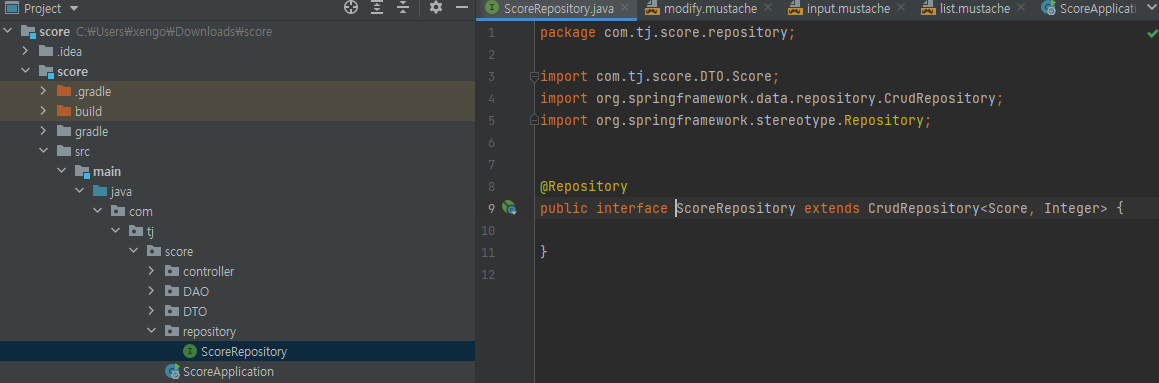 Project
score C:₩Users₩xengo₩Downloads₩score
.idea
score
.gradle
build
gradle
src
main
java
com
tj
score
controller
DAO
DTO
repository
ScoreRepository
ScoreApplication
ScoreRepository.java modify.mustache input.mustache list.mustache ScoreApplication
1 package com.tj.score.repository;
2
3 import com.tj.score.DTO.Score;
4 import org.springframework.data.repository.CrudRepository;
5 import org.springframework.stereotype.Repository;
6
7
8 @Repository
9 public interface ScoreRepository extends CrudRepository<Score, Integer> {
10
11 }
12